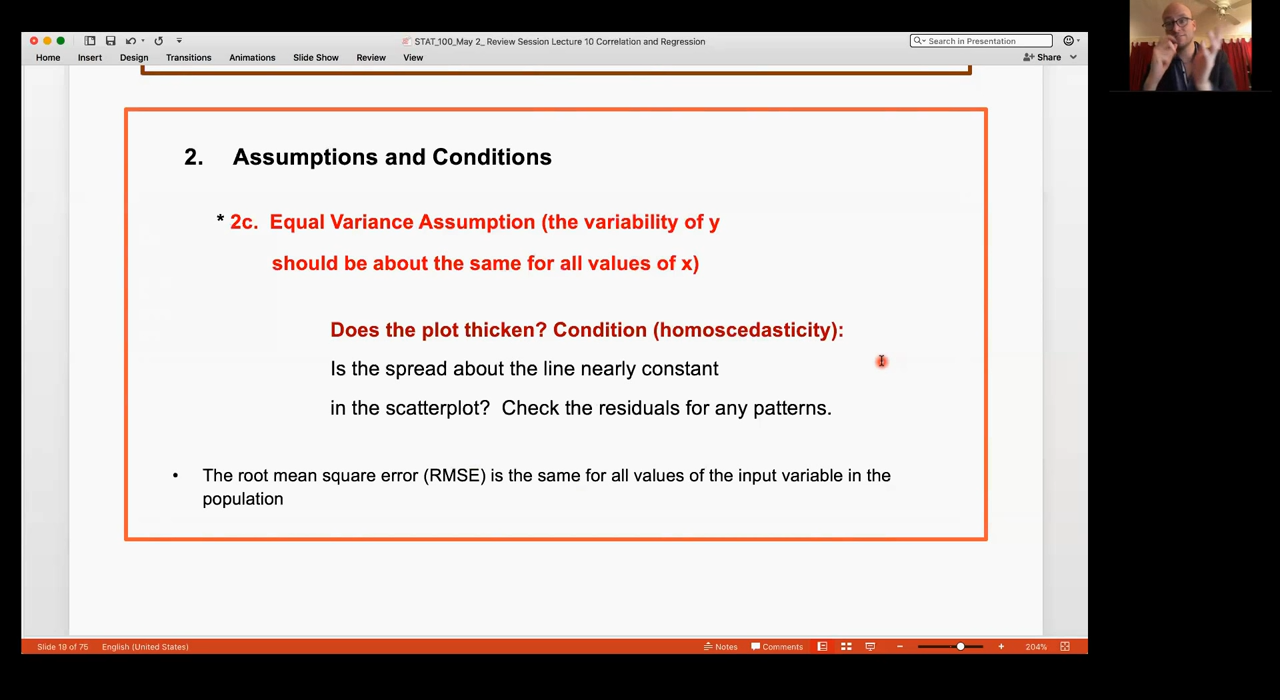 STAT_100_May 2_ Review Session Lecture 10 Correlation and Regression
Search in Presentation
Home Insert Design Transitions Animations Slide Show Review View
Share
2. Assumptions and Conditions
* 2c. Equal Variance Assumption (the variability of y
should be about the same for all values of x)
Does the plot thicken? Condition (homoscedasticity):
Is the spread about the line nearly constant
in the scatterplot? Check the residuals for any patterns.
• The root mean square error (RMSE) is the same for all values of the input variable in the
population
Slide 18 of 75 English (United States) Notes Comments 204%